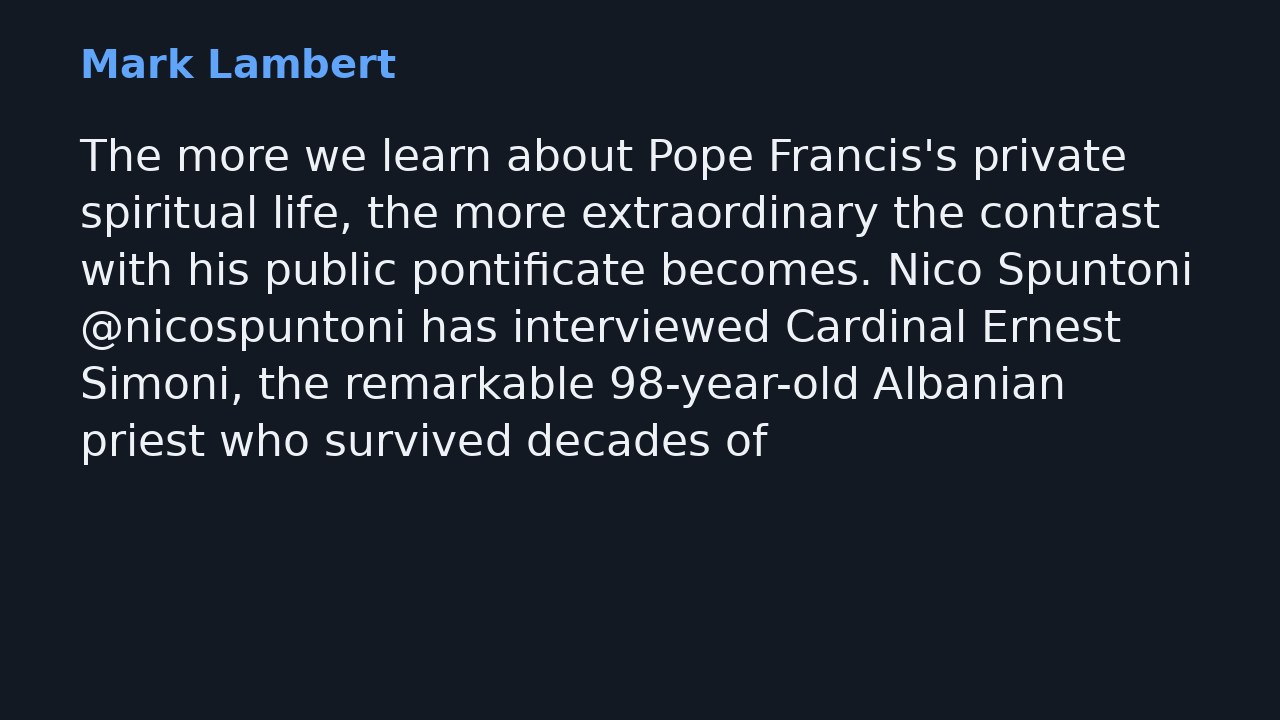 Mark Lambert
The more we learn about Pope Francis's private
spiritual life, the more extraordinary the contrast
with his public pontificate becomes. Nico Spuntoni
@nicospuntoni has interviewed Cardinal Ernest
Simoni, the remarkable 98-year-old Albanian
priest who survived decades of